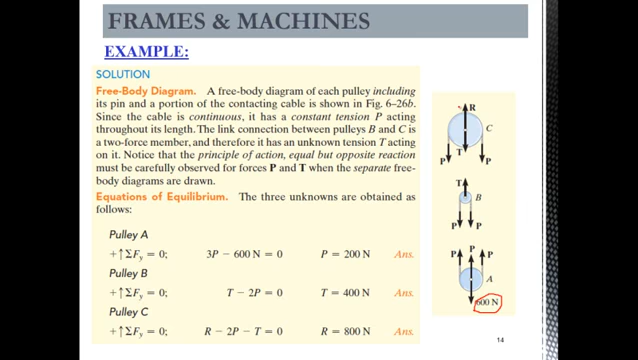 FRAMES & MACHINES
EXAMPLE:
SOLUTION
Free-Body Diagram. A free-body diagram of each pulley including
its pin and a portion of the contacting cable is shown in Fig. 6–26b.
Since the cable is continuous, it has a constant tension P acting
throughout its length. The link connection between pulleys B and C is
a two-force member, and therefore it has an unknown tension T acting
on it. Notice that the principle of action, equal but opposite reaction
must be carefully observed for forces P and T when the separate free-
body diagrams are drawn.
Equations of Equilibrium. The three unknowns are obtained as
follows:
Pulley A
+↑ΣFy = 0; 3P − 600 N = 0 P = 200 N Ans.
Pulley B
+↑ΣFy = 0; T − 2P = 0 T = 400 N Ans.
Pulley C
+↑ΣFy = 0; R − 2P − T = 0 R = 800 N Ans.
R
C
T
P P
T
B
P P
P
P P
A
600 N
14